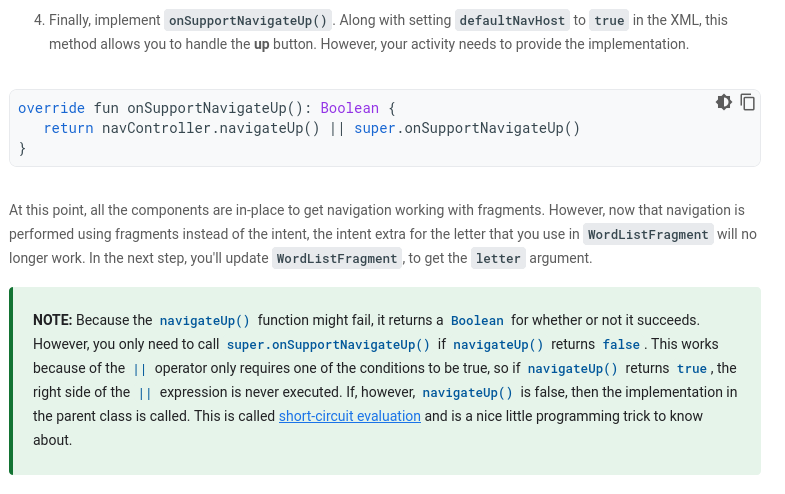 4. Finally, implement onSupportNavigateUp(). Along with setting defaultNavHost to true in the XML, this
method allows you to handle the up button. However, your activity needs to provide the implementation.
override fun onSupportNavigateUp(): Boolean {
   return navController.navigateUp() || super.onSupportNavigateUp()
}
At this point, all the components are in-place to get navigation working with fragments. However, now that navigation is
performed using fragments instead of the intent, the intent extra for the letter that you use in WordListFragment will no
longer work. In the next step, you'll update WordListFragment, to get the letter argument.
NOTE: Because the navigateUp() function might fail, it returns a Boolean for whether or not it succeeds.
However, you only need to call super.onSupportNavigateUp() if navigateUp() returns false. This works
because of the || operator only requires one of the conditions to be true, so if navigateUp() returns true, the
right side of the || expression is never executed. If, however, navigateUp() is false, then the implementation in
the parent class is called. This is called short-circuit evaluation and is a nice little programming trick to know
about.